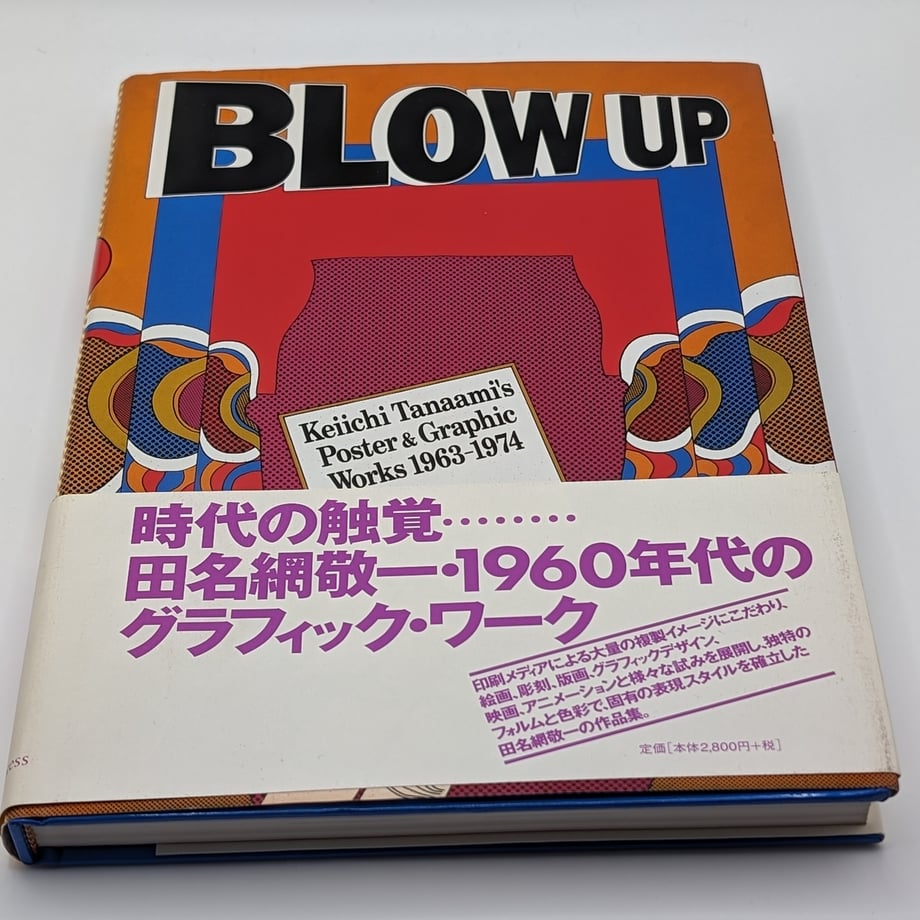 BLOW UP
Keiichi Tanaami's
Poster & Graphic
Works 1963-1974
時代の触覚………
田名網敬一・1960年代の
グラフィック・ワーク
印刷メディアによる大量の複製イメージにこだわり、
絵画、彫刻、版画、グラフィックデザイン、
映画、アニメーションと様々な試みを展開し、独特の
フォルムと色彩で、固有の表現スタイルを確立した
田名網敬一の作品集。
定価[本体2,800円+税]
ess